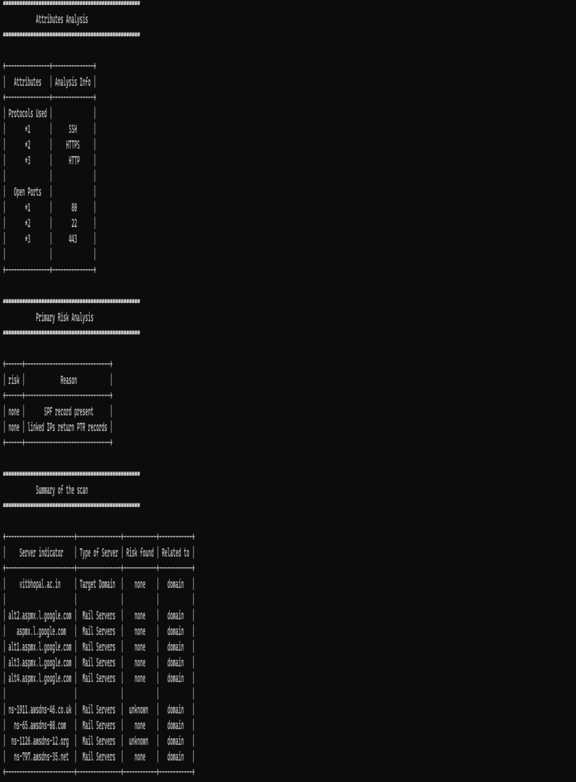 Attributes Analysis
Attributes | Analysis Info
Protocols Used
*1 | SSH
*2 | HTTPS
*3 | HTTP
Open Ports
*1 | 80
*2 | 22
*3 | 443
Primary Risk Analysis
risk | Reason
none | SPF record present
none | linked IPs return PTR records
Summary of the scan
Server indicator | Type of Server | Risk found | Related to
vitbhopal.ac.in | Target Domain | none | domain
alt2.aspmx.l.google.com | Mail Servers | none | domain
aspmx.l.google.com | Mail Servers | none | domain
alt1.aspmx.l.google.com | Mail Servers | none | domain
alt3.aspmx.l.google.com | Mail Servers | none | domain
alt4.aspmx.l.google.com | Mail Servers | none | domain
ns-1911.awsdns-46.co.uk | Mail Servers | unknown | domain
ns-65.awsdns-08.com | Mail Servers | none | domain
ns-1126.awsdns-12.org | Mail Servers | unknown | domain
ns-797.awsdns-35.net | Mail Servers | none | domain